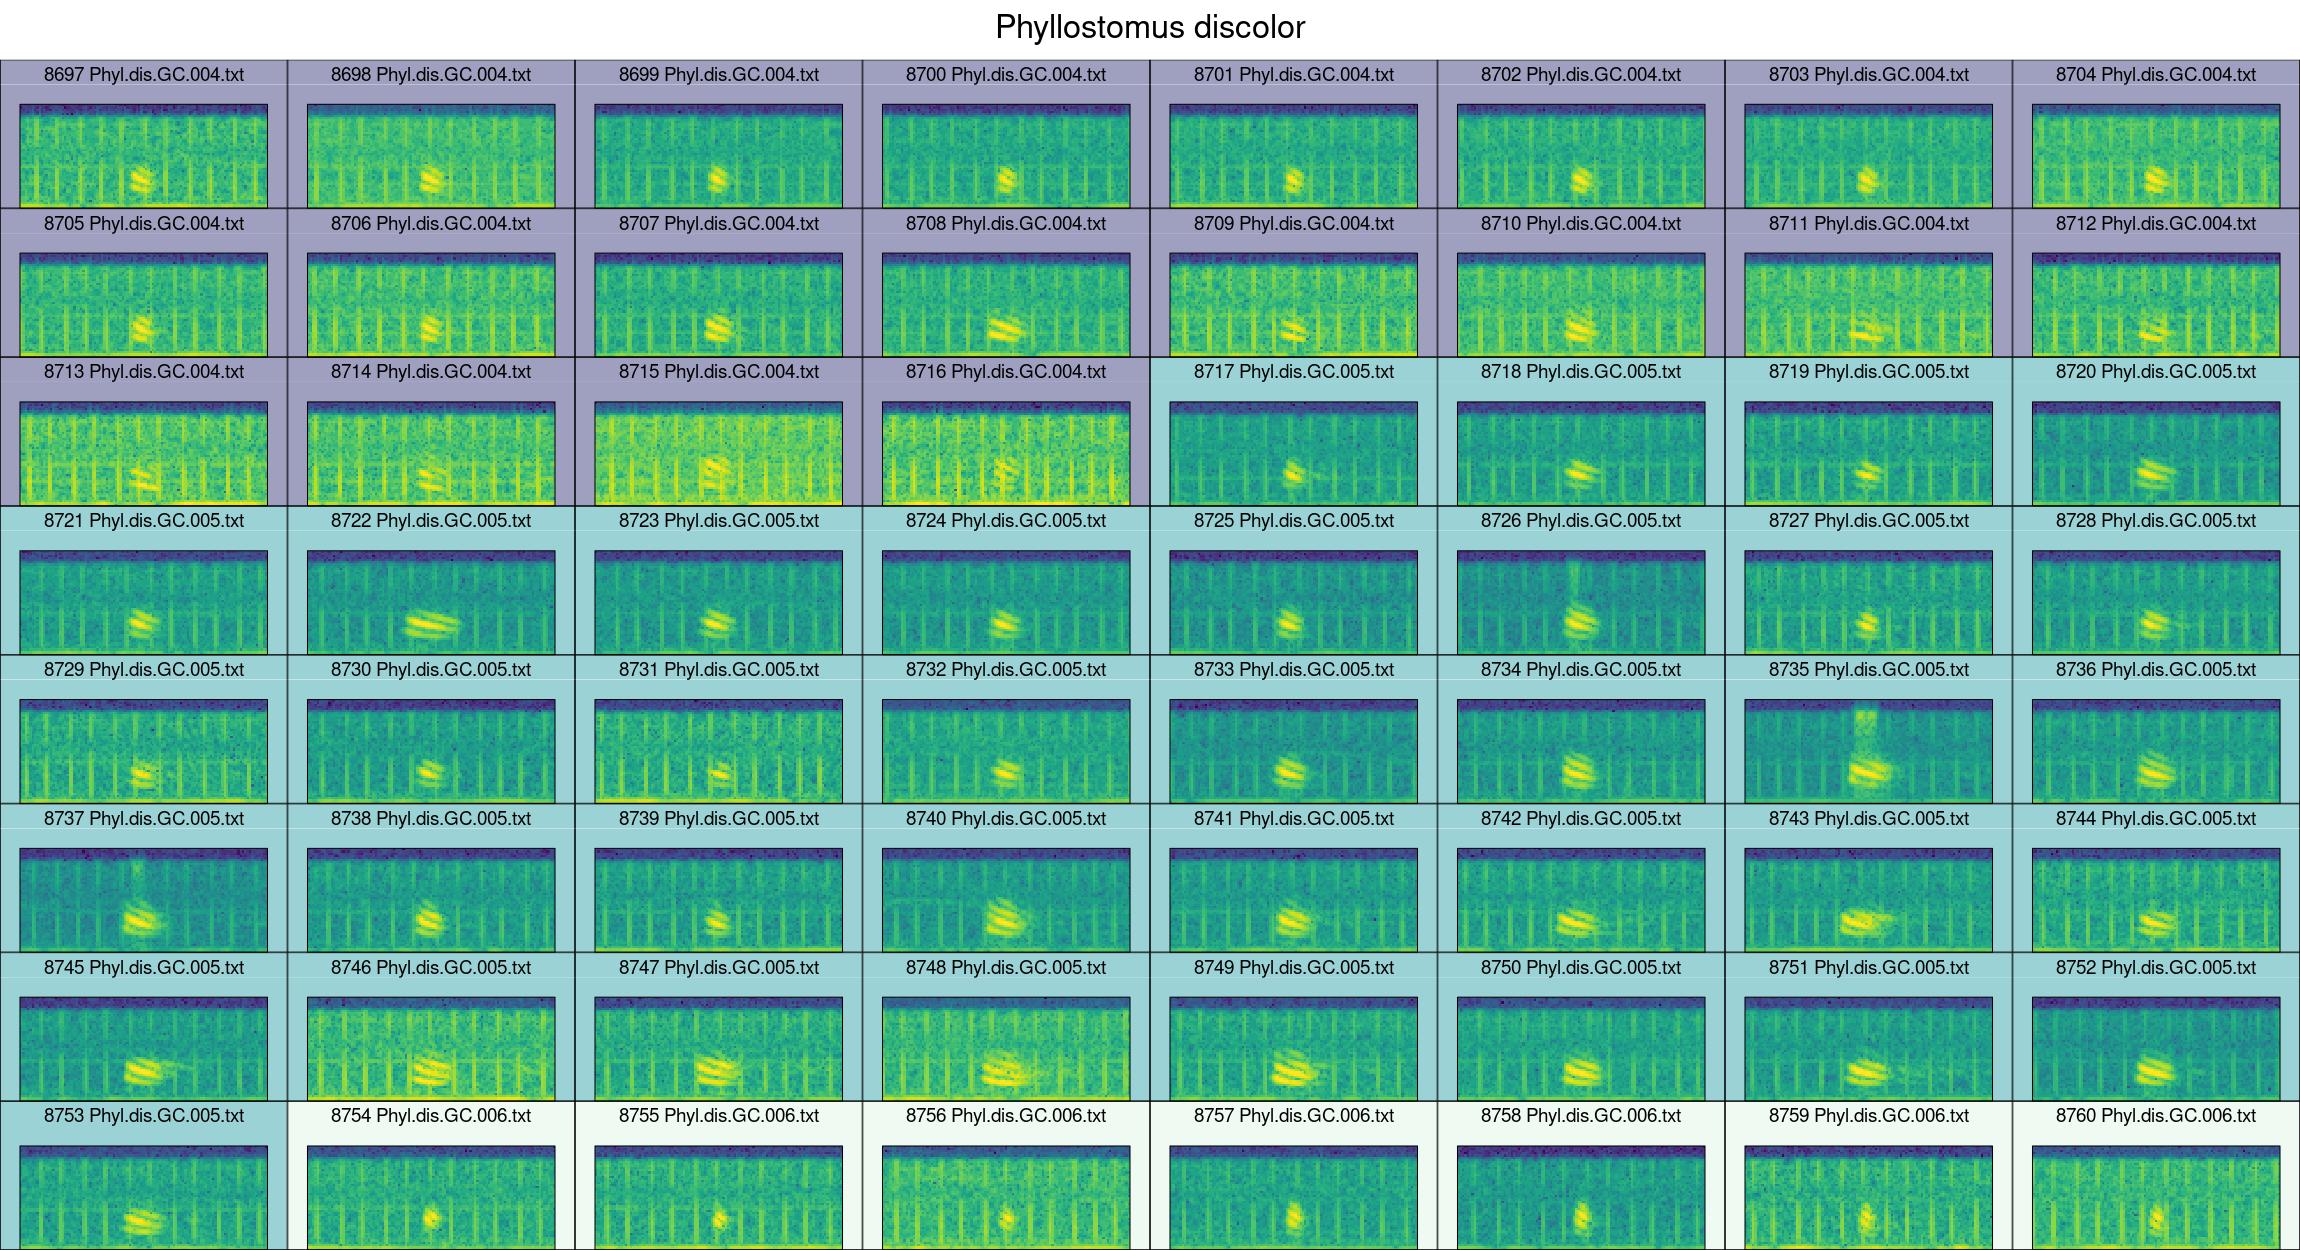 Phyllostomus discolor
8697 Phyl.dis.GC.004.txt 8698 Phyl.dis.GC.004.txt 8699 Phyl.dis.GC.004.txt 8700 Phyl.dis.GC.004.txt 8701 Phyl.dis.GC.004.txt 8702 Phyl.dis.GC.004.txt 8703 Phyl.dis.GC.004.txt 8704 Phyl.dis.GC.004.txt
8705 Phyl.dis.GC.004.txt 8706 Phyl.dis.GC.004.txt 8707 Phyl.dis.GC.004.txt 8708 Phyl.dis.GC.004.txt 8709 Phyl.dis.GC.004.txt 8710 Phyl.dis.GC.004.txt 8711 Phyl.dis.GC.004.txt 8712 Phyl.dis.GC.004.txt
8713 Phyl.dis.GC.004.txt 8714 Phyl.dis.GC.004.txt 8715 Phyl.dis.GC.004.txt 8716 Phyl.dis.GC.004.txt 8717 Phyl.dis.GC.005.txt 8718 Phyl.dis.GC.005.txt 8719 Phyl.dis.GC.005.txt 8720 Phyl.dis.GC.005.txt
8721 Phyl.dis.GC.005.txt 8722 Phyl.dis.GC.005.txt 8723 Phyl.dis.GC.005.txt 8724 Phyl.dis.GC.005.txt 8725 Phyl.dis.GC.005.txt 8726 Phyl.dis.GC.005.txt 8727 Phyl.dis.GC.005.txt 8728 Phyl.dis.GC.005.txt
8729 Phyl.dis.GC.005.txt 8730 Phyl.dis.GC.005.txt 8731 Phyl.dis.GC.005.txt 8732 Phyl.dis.GC.005.txt 8733 Phyl.dis.GC.005.txt 8734 Phyl.dis.GC.005.txt 8735 Phyl.dis.GC.005.txt 8736 Phyl.dis.GC.005.txt
8737 Phyl.dis.GC.005.txt 8738 Phyl.dis.GC.005.txt 8739 Phyl.dis.GC.005.txt 8740 Phyl.dis.GC.005.txt 8741 Phyl.dis.GC.005.txt 8742 Phyl.dis.GC.005.txt 8743 Phyl.dis.GC.005.txt 8744 Phyl.dis.GC.005.txt
8745 Phyl.dis.GC.005.txt 8746 Phyl.dis.GC.005.txt 8747 Phyl.dis.GC.005.txt 8748 Phyl.dis.GC.005.txt 8749 Phyl.dis.GC.005.txt 8750 Phyl.dis.GC.005.txt 8751 Phyl.dis.GC.005.txt 8752 Phyl.dis.GC.005.txt
8753 Phyl.dis.GC.005.txt 8754 Phyl.dis.GC.006.txt 8755 Phyl.dis.GC.006.txt 8756 Phyl.dis.GC.006.txt 8757 Phyl.dis.GC.006.txt 8758 Phyl.dis.GC.006.txt 8759 Phyl.dis.GC.006.txt 8760 Phyl.dis.GC.006.txt